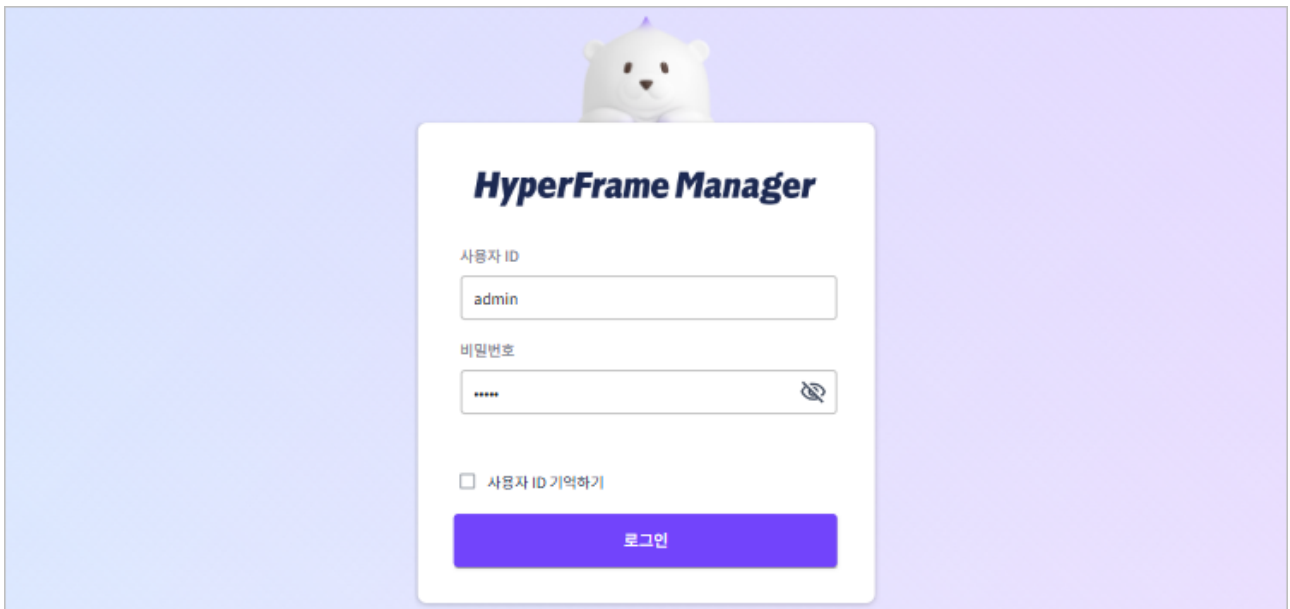 HyperFrame Manager
사용자 ID
admin
비밀번호
•••••
사용자 ID 기억하기
로그인